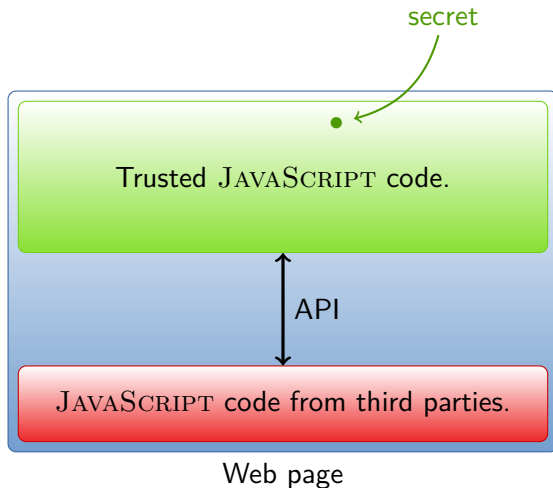 secret
Trusted JAVASCRIPT code.
API
JAVASCRIPT code from third parties.
Web page